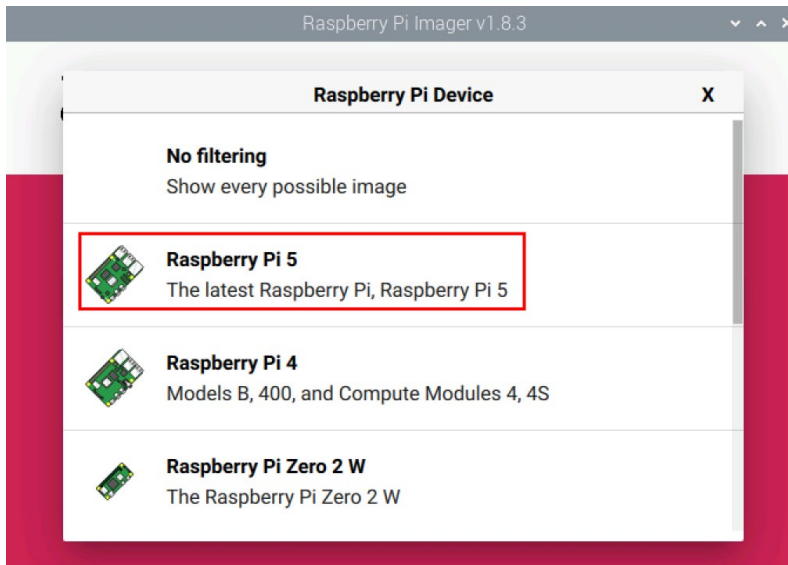 Raspberry Pi Imager v1.8.3
Raspberry Pi Device X
No filtering
Show every possible image
Raspberry Pi 5
The latest Raspberry Pi, Raspberry Pi 5
Raspberry Pi 4
Models B, 400, and Compute Modules 4, 4S
Raspberry Pi Zero 2 W
The Raspberry Pi Zero 2 W